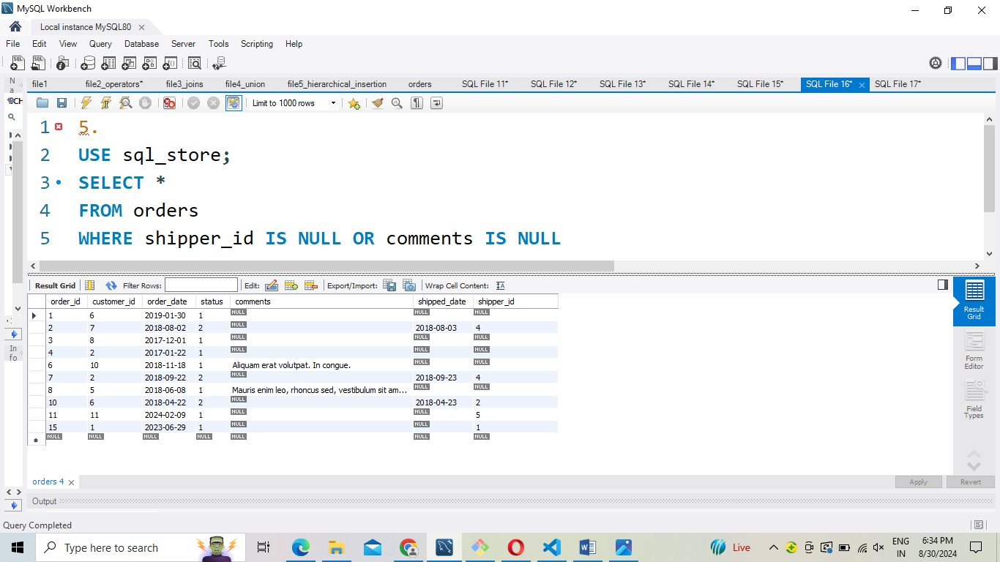 MySQL Workbench
Local instance MySQL80
File Edit View Query Database Server Tools Scripting Help
N
a
CH
file1 file2_operators* file3_joins file4_union file5_hierarchical_insertion orders SQL File 11* SQL File 12* SQL File 13* SQL File 14* SQL File 15* SQL File 16* SQL File 17*
Limit to 1000 rows
1 5.
2 USE sql_store;
3 SELECT *
4 FROM orders
5 WHERE shipper_id IS NULL OR comments IS NULL
Result Grid Filter Rows: Edit: Export/Import: Wrap Cell Content:
order_id customer_id order_date status comments shipped_date shipper_id
1 6 2019-01-30 1 NULL NULL NULL
2 7 2018-08-02 2 NULL 2018-08-03 4
3 8 2017-12-01 1 NULL NULL NULL
4 2 2017-01-22 1 NULL NULL NULL
6 10 2018-11-18 1 Aliquam erat volutpat. In congue. NULL NULL
7 2 2018-09-22 2 NULL 2018-09-23 4
8 5 2018-06-08 1 Mauris enim leo, rhoncus sed, vestibulum sit am... NULL NULL
10 6 2018-04-22 2 NULL 2018-04-23 2
11 11 2024-02-09 1 NULL NULL 5
15 1 2023-06-29 1 NULL NULL 1
NULL NULL NULL NULL NULL NULL NULL
Result
Grid
Form
Editor
Field
Types
In
fo
orders 4
Apply Revert
Output
Query Completed
Type here to search
Live
ENG
IN
6:34 PM
8/30/2024